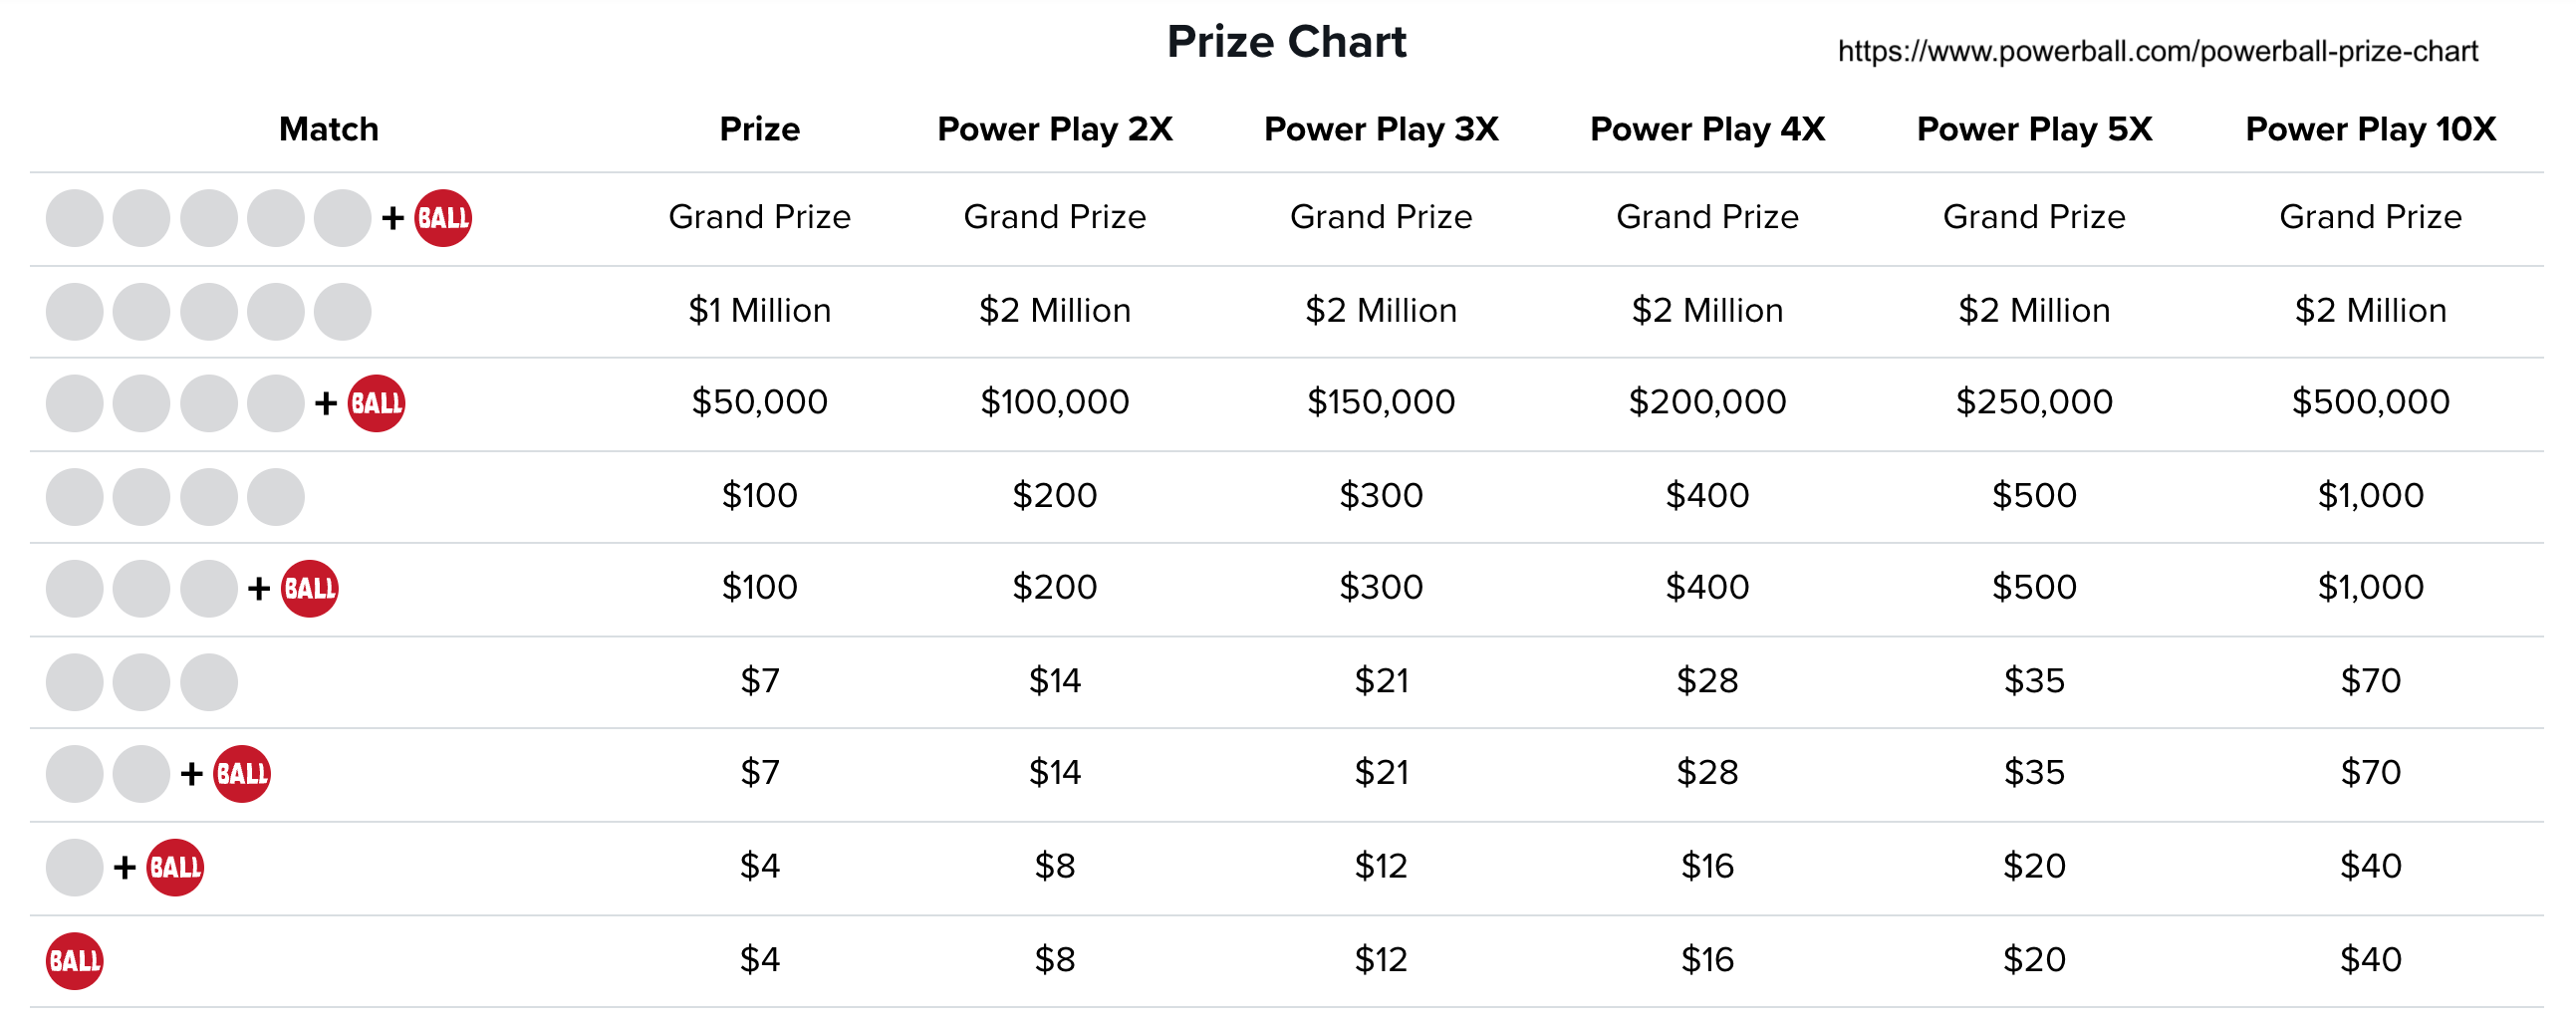 Prize Chart
https://www.powerball.com/powerball-prize-chart
Match Prize Power Play 2X Power Play 3X Power Play 4X Power Play 5X Power Play 10X
+ BALL Grand Prize Grand Prize Grand Prize Grand Prize Grand Prize Grand Prize
$1 Million $2 Million $2 Million $2 Million $2 Million $2 Million
+ BALL $50,000 $100,000 $150,000 $200,000 $250,000 $500,000
$100 $200 $300 $400 $500 $1,000
+ BALL $100 $200 $300 $400 $500 $1,000
$7 $14 $21 $28 $35 $70
+ BALL $7 $14 $21 $28 $35 $70
+ BALL $4 $8 $12 $16 $20 $40
BALL $4 $8 $12 $16 $20 $40